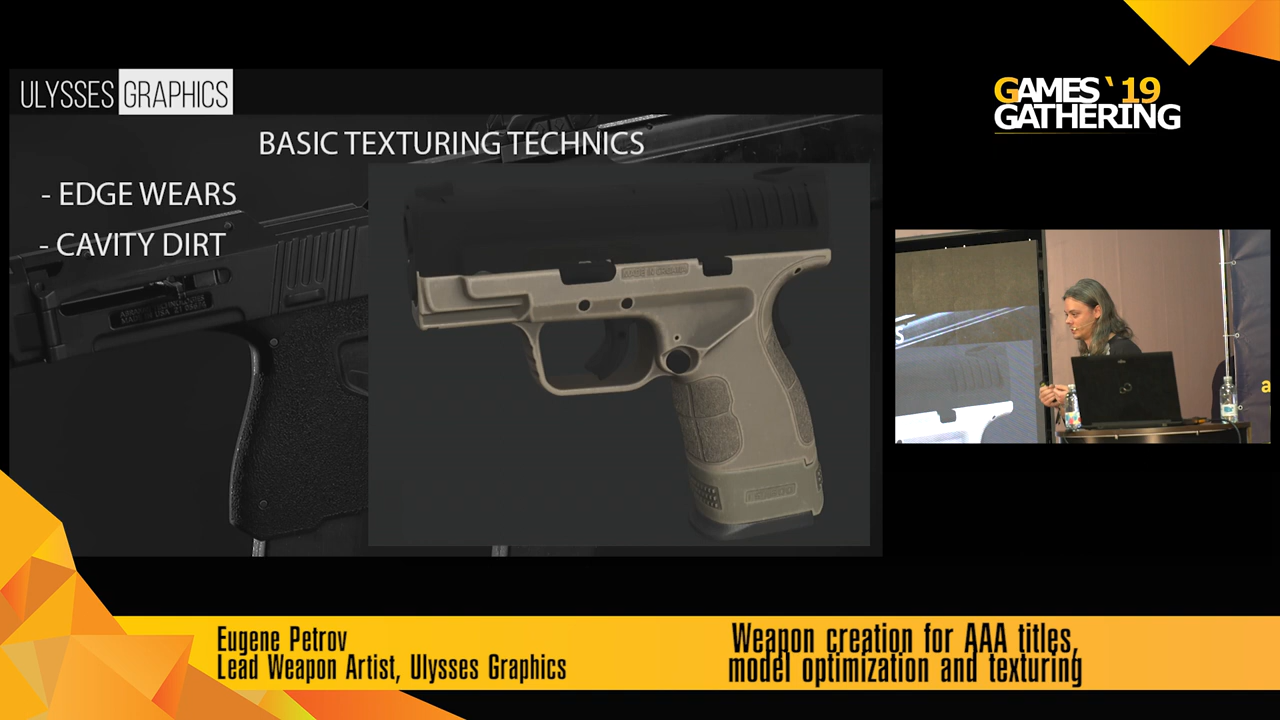 ULYSSES GRAPHICS
BASIC TEXTURING TECHNICS
- EDGE WEARS
- CAVITY DIRT
GAMES '19
GATHERING
Eugene Petrov
Lead Weapon Artist, Ulysses Graphics
Weapon creation for AAA titles,
model optimization and texturing